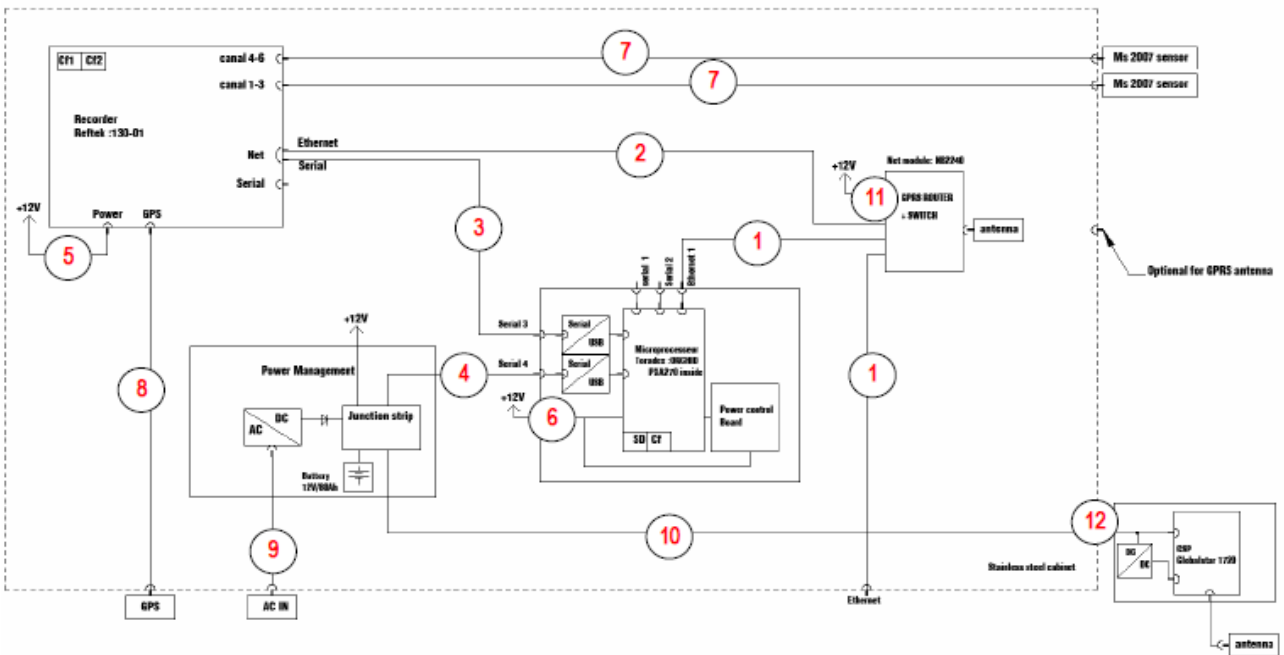 Cf1 Cf2
canal 4-6
7
Ms 2007 sensor
canal 1-3
7
Ms 2007 sensor
Recorder
Reftek :130-01
Net
Ethernet
Serial
2
Serial
Net module: NB2240
+12V
11
GPRS ROUTER
+ SWITCH
antenna
+12V
Power
GPS
5
3
1
serial 1
Serial 2
Ethernet 1
Optional for GPRS antenna
+12V
Serial 3
Serial
USB
Microprocesseur
PXA270 inside
Power Management
4
Serial 4
Serial
USB
1
8
DC
AC
Junction strip
+12V
6
Power control
Board
SD Cf
Battery
12V/80Ah
9
10
12
DC
DC
Globalstar
Stainless steel cabinet
GPS
AC IN
Ethernet
antenna